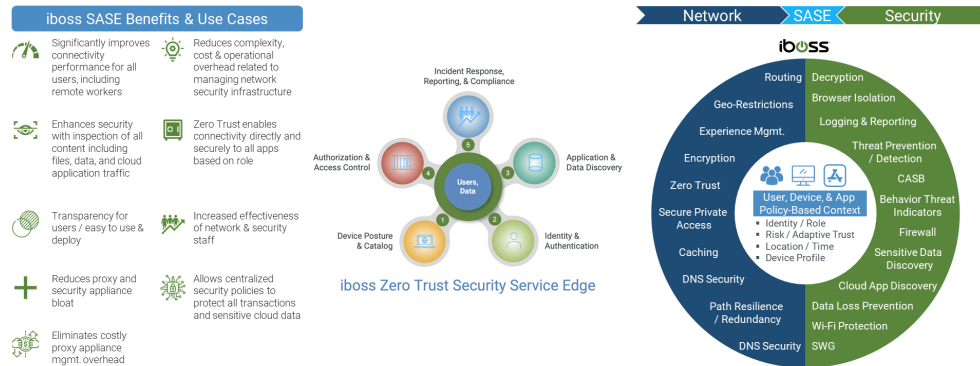 iboss SASE Benefits & Use Cases
Significantly improves
connectivity
performance for all
users, including
remote workers
Reduces complexity,
cost & operational
overhead related to
managing network
security infrastructure
Enhances security
with inspection of all
content including
files, data, and cloud
application traffic
Zero Trust enables
connectivity directly and
securely to all apps
based on role
Transparency for
users / easy to use &
deploy
Increased effectiveness
of network & security
staff
Reduces proxy and
security appliance
bloat
Allows centralized
security policies to
protect all transactions
and sensitive cloud data
Eliminates costly
proxy appliance
mgmt. overhead
Incident Response,
Reporting, & Compliance
5
Authorization &
Access Control
4
3
Application &
Data Discovery
Users,
Data
Device Posture
& Catalog
1
2
Identity &
Authentication
iboss Zero Trust Security Service Edge
Network
SASE
Security
iboss
Routing
Geo-Restrictions
Experience Mgmt.
Encryption
Zero Trust
Secure Private
Access
Caching
DNS Security
Path Resilience
/ Redundancy
DNS Security
Decryption
Browser Isolation
Logging & Reporting
Threat Prevention
/ Detection
CASB
Behavior Threat
Indicators
Firewall
Sensitive Data
Discovery
Cloud App Discovery
Data Loss Prevention
Wi-Fi Protection
SWG
User, Device, & App
Policy-Based Context
▪ Identity / Role
▪ Risk / Adaptive Trust
▪ Location / Time
▪ Device Profile